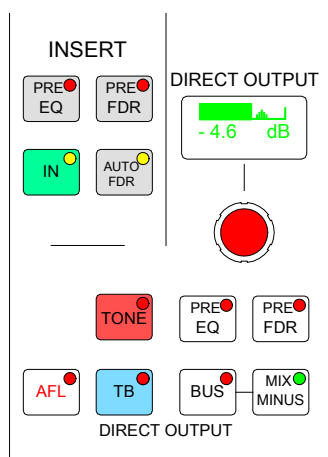 INSERT
PRE
EQ
PRE
FDR
DIRECT OUTPUT
- 4.6 dB
IN
AUTO
FDR
TONE
PRE
EQ
PRE
FDR
AFL
TB
BUS
MIX
MINUS
DIRECT OUTPUT